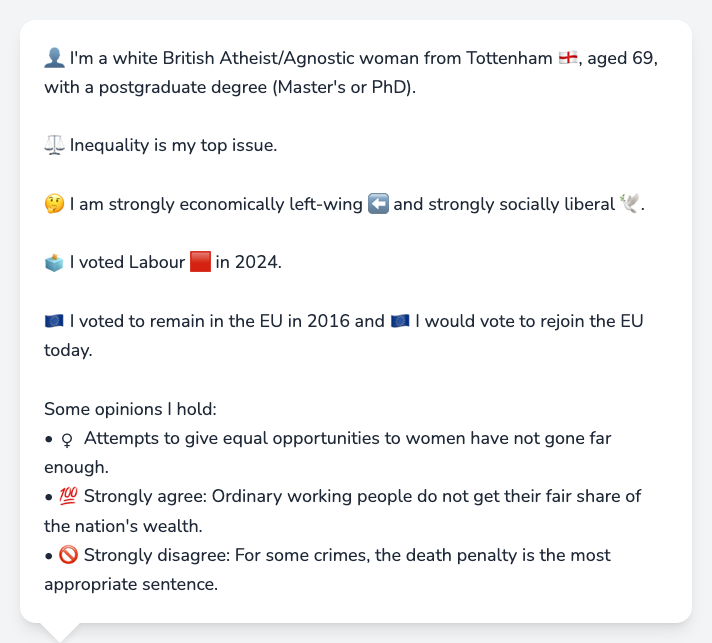 👤 I'm a white British Atheist/Agnostic woman from Tottenham 🏴󠁧󠁢󠁥󠁮󠁧󠁿, aged 69,
with a postgraduate degree (Master's or PhD).
⚖️ Inequality is my top issue.
🤔 I am strongly economically left-wing ⬅️ and strongly socially liberal 🕊️.
🗳️ I voted Labour 🟥 in 2024.
🇪🇺 I voted to remain in the EU in 2016 and 🇪🇺 I would vote to rejoin the EU
today.
Some opinions I hold:
• ♀ Attempts to give equal opportunities to women have not gone far
enough.
• 💯 Strongly agree: Ordinary working people do not get their fair share of
the nation's wealth.
• 🚫 Strongly disagree: For some crimes, the death penalty is the most
appropriate sentence.